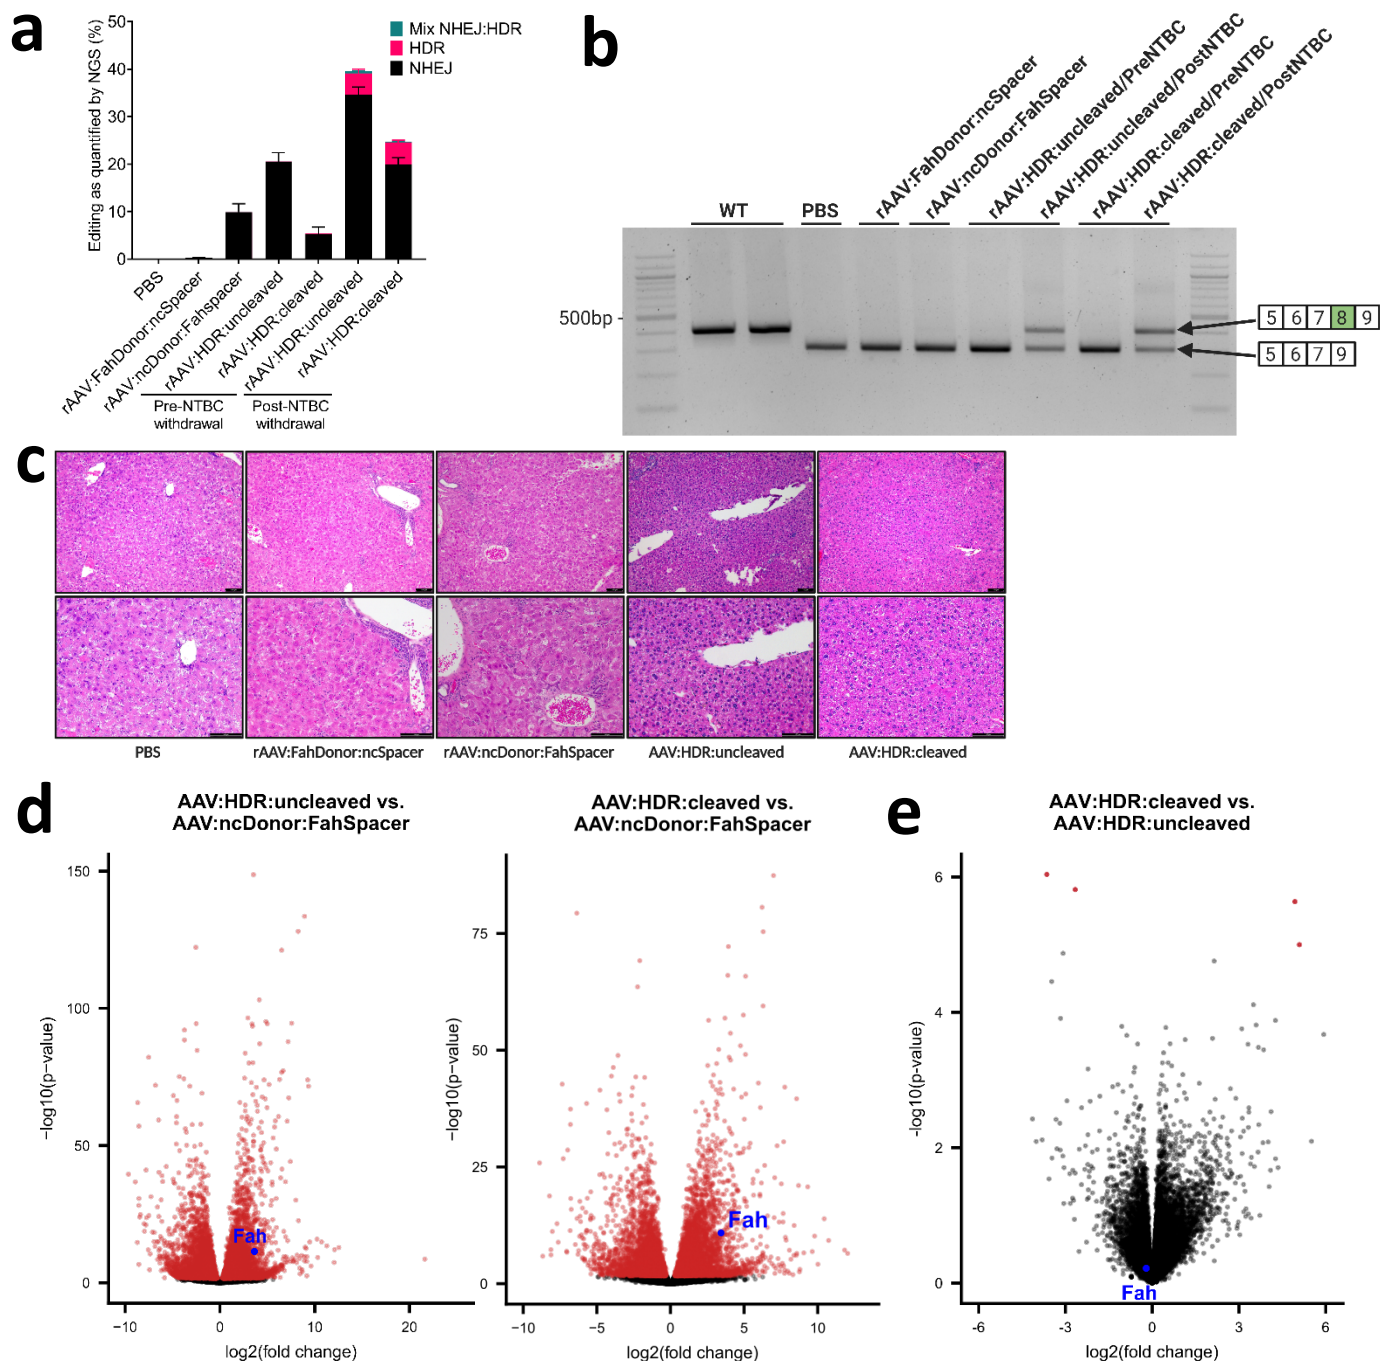 a
Editing as quantified by NGS (%)
50
40
30
20
10
0
Mix NHEJ:HDR
HDR
NHEJ
PBS
rAAV:FahDonor:ncSpacer
rAAV:ncDonor:Fahspacer
rAAV:HDR:uncleaved
rAAV:HDR:cleaved
rAAV:HDR:uncleaved
rAAV:HDR:cleaved
Pre-NTBC
withdrawal
Post-NTBC
withdrawal
b
WT
PBS
rAAV:FahDonor:ncSpacer
rAAV:ncDonor:FahSpacer
rAAV:HDR:uncleaved/PreNTBC
rAAV:HDR:uncleaved/PostNTBC
rAAV:HDR:cleaved/PreNTBC
rAAV:HDR:cleaved/PostNTBC
500bp
5 6 7 8 9
5 6 7 9
c
PBS
rAAV:FahDonor:ncSpacer
rAAV:ncDonor:FahSpacer
AAV:HDR:uncleaved
AAV:HDR:cleaved
d
AAV:HDR:uncleaved vs.
AAV:ncDonor:FahSpacer
−log10(p−value)
150
100
50
0
Fah
−10 0 10 20
log2(fold change)
AAV:HDR:cleaved vs.
AAV:ncDonor:FahSpacer
−log10(p−value)
75
50
25
0
Fah
−10 −5 0 5 10
log2(fold change)
e
AAV:HDR:cleaved vs.
AAV:HDR:uncleaved
-log10(p-value)
6
4
2
0
Fah
-6 -3 0 3 6
log2(fold change)